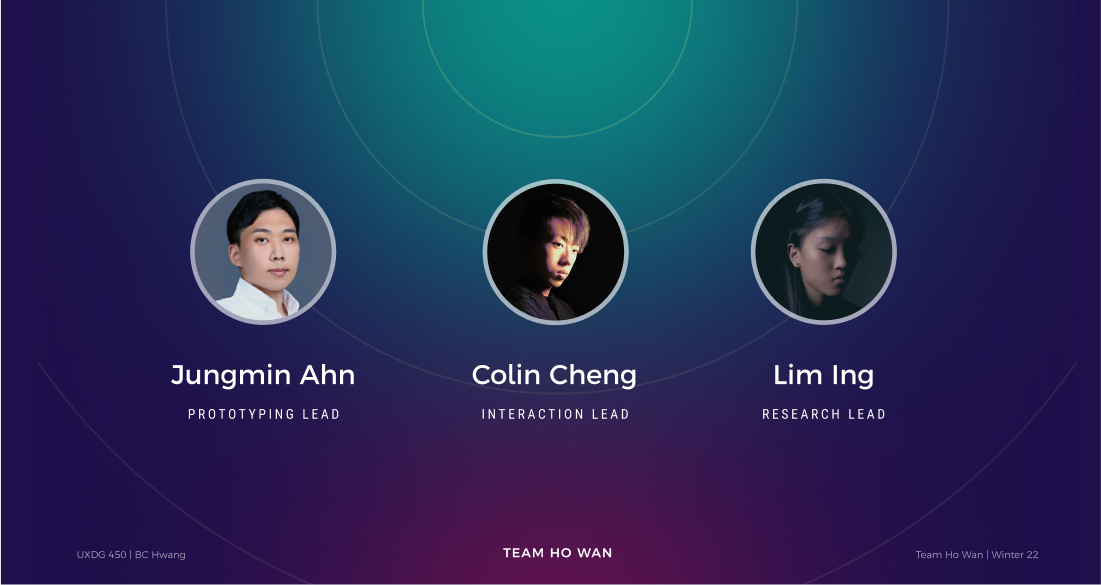 Jungmin Ahn
PROTOTYPING LEAD
Colin Cheng
INTERACTION LEAD
Lim Ing
RESEARCH LEAD
UXDG 450 | BC Hwang
TEAM HO WAN
Team Ho Wan | Winter 22